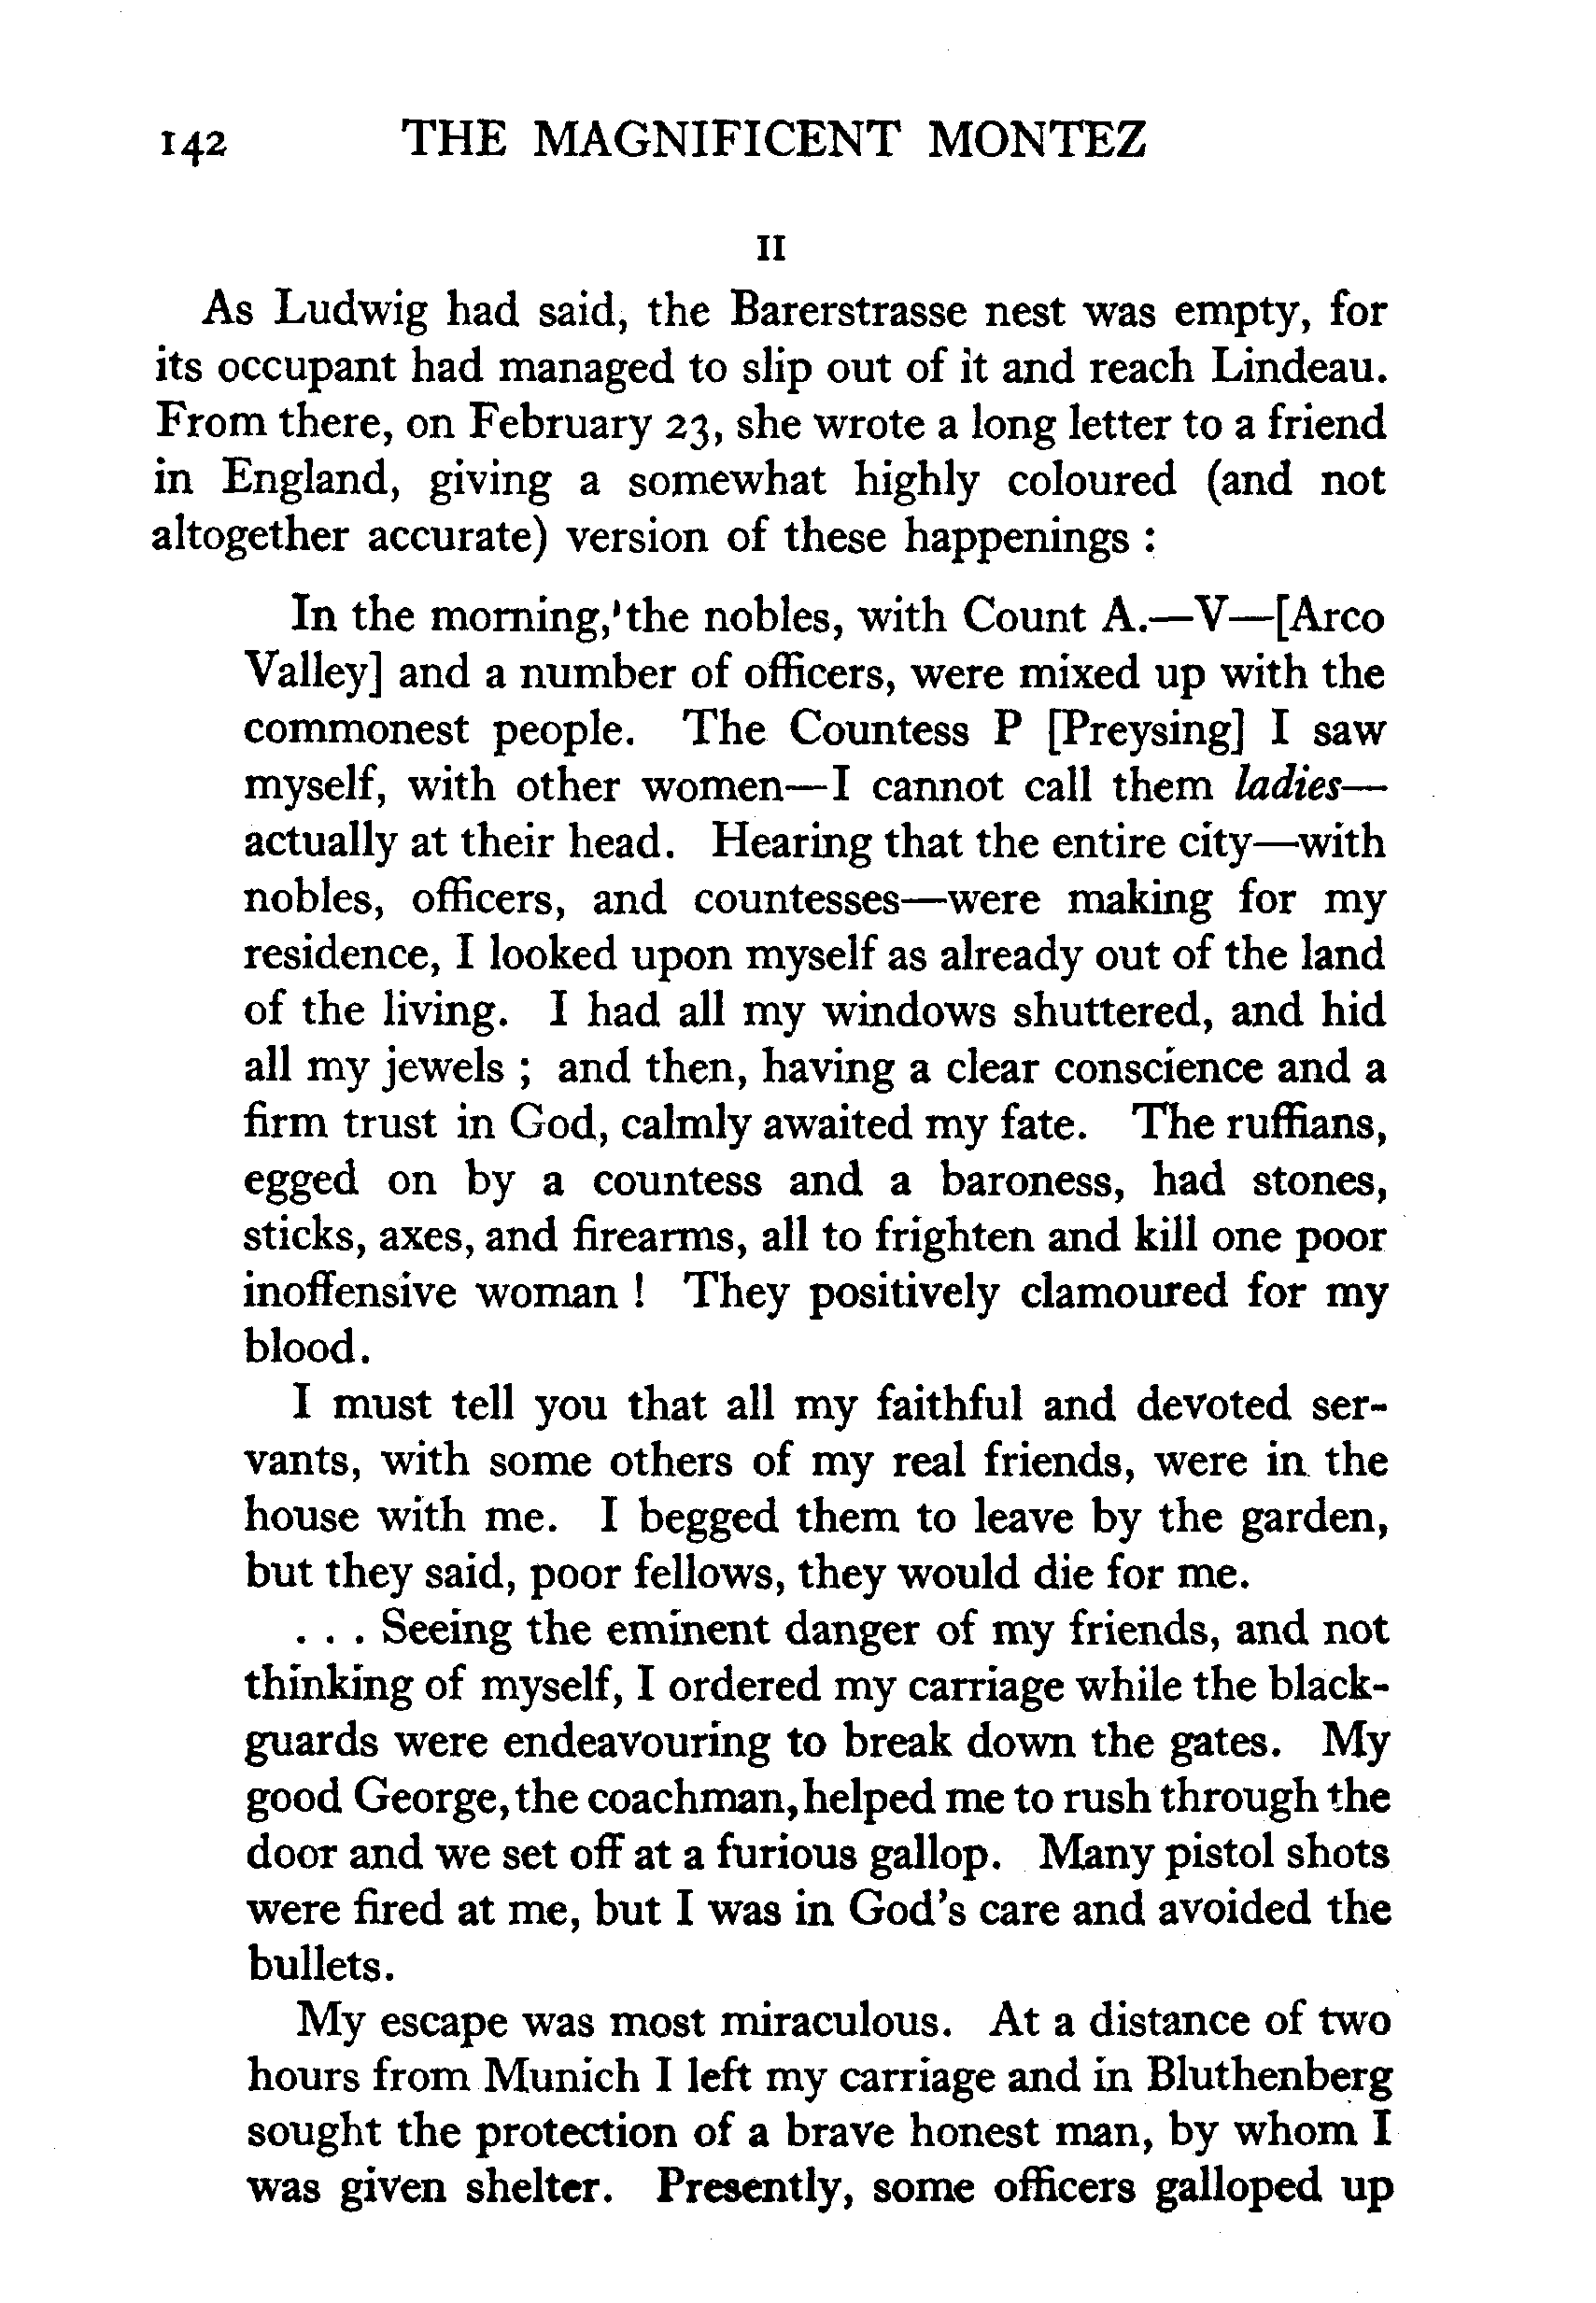 142 THE MAGNIFICENT MONTEZ
II
As Ludwig had said, the Barerstrasse nest was empty, for
its occupant had managed to slip out of it and reach Lindeau.
From there, on February 23, she wrote a long letter to a friend
in England, giving a somewhat highly coloured (and not
altogether accurate) version of these happenings :
In the morning,'the nobles, with Count A.—V—[Arco
Valley] and a number of officers, were mixed up with the
commonest people. The Countess P [Preysing] I saw
myself, with other women—I cannot call them ladies—
actually at their head. Hearing that the entire city—with
nobles, officers, and countesses—were making for my
residence, I looked upon myself as already out of the land
of the living. I had all my windows shuttered, and hid
all my jewels ; and then, having a clear conscience and a
firm trust in God, calmly awaited my fate. The ruffians,
egged on by a countess and a baroness, had stones,
sticks, axes, and firearms, all to frighten and kill one poor
inoffensive woman ! They positively clamoured for my
blood.
I must tell you that all my faithful and devoted ser-
vants, with some others of my real friends, were in the
house with me. I begged them to leave by the garden,
but they said, poor fellows, they would die for me.
. . . Seeing the eminent danger of my friends, and not
thinking of myself, I ordered my carriage while the black-
guards were endeavouring to break down the gates. My
good George, the coachman, helped me to rush through the
door and we set off at a furious gallop. Many pistol shots
were fired at me, but I was in God's care and avoided the
bullets.
My escape was most miraculous. At a distance of two
hours from Munich I left my carriage and in Bluthenberg
sought the protection of a brave honest man, by whom I
was given shelter. Presently, some officers galloped up